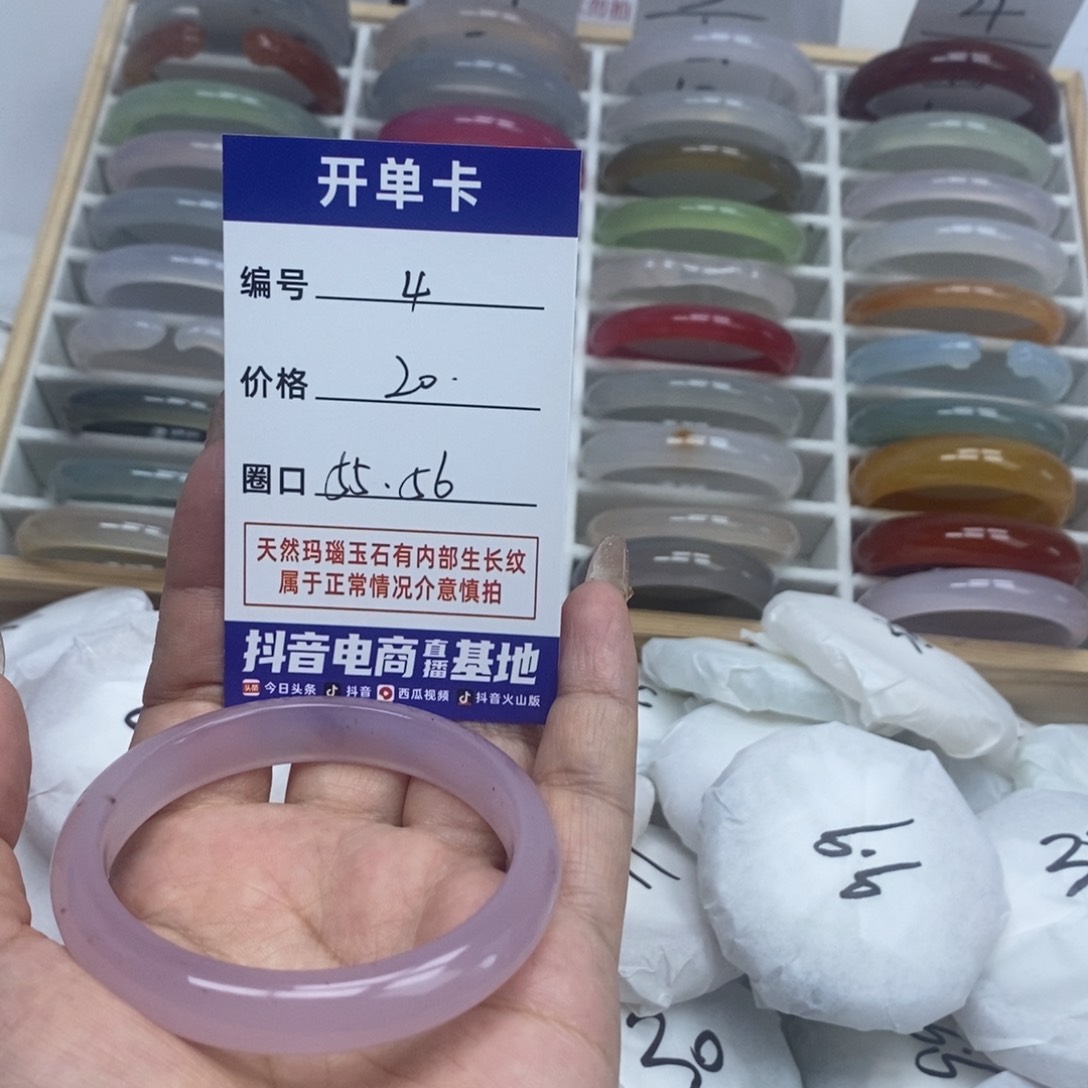 4
开单卡
编号 4
价格 20.
圈口 55.56
天然玛瑙玉石有内部生长纹
属于正常情况介意慎拍
抖音电商直播基地
今日头条 抖音 西瓜视频 抖音火山版
5.5
20